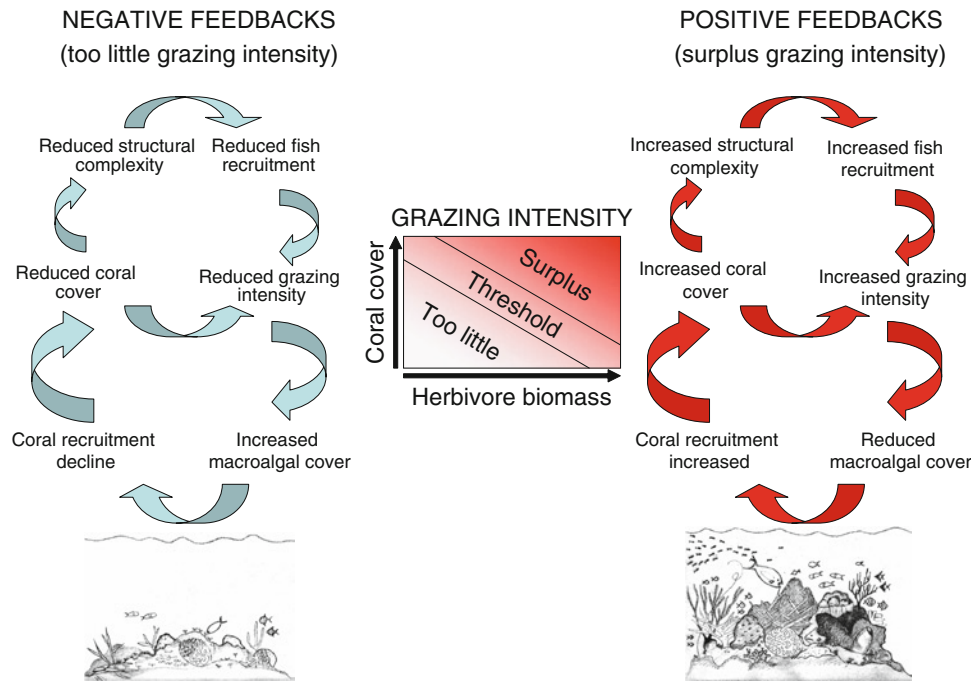 NEGATIVE FEEDBACKS
(too little grazing intensity)
Reduced structural
complexity
Reduced fish
recruitment
Reduced coral
cover
Reduced grazing
intensity
Coral recruitment
decline
Increased
macroalgal cover
GRAZING INTENSITY
Coral cover
Surplus
Threshold
Too little
Herbivore biomass
POSITIVE FEEDBACKS
(surplus grazing intensity)
Increased structural
complexity
Increased fish
recruitment
Increased coral
cover
Increased grazing
intensity
Coral recruitment
increased
Reduced
macroalgal cover